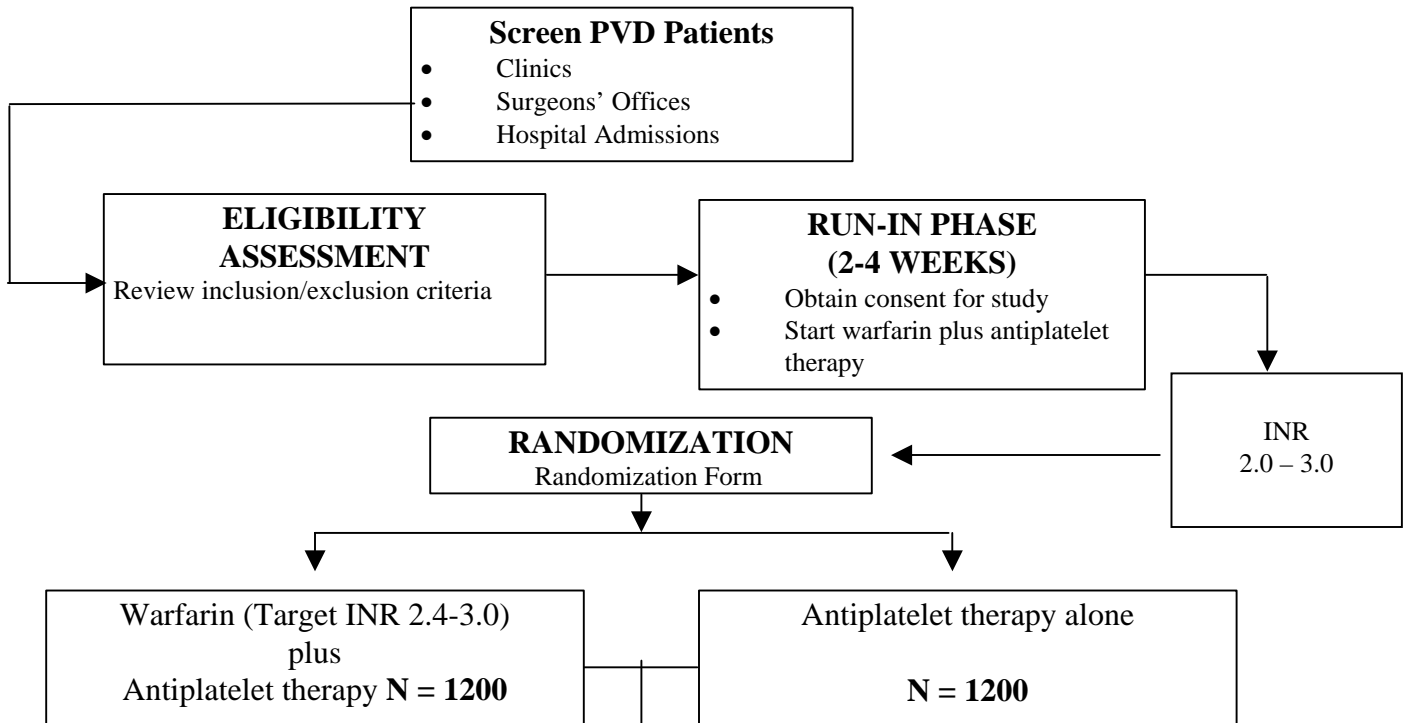 Screen PVD Patients
• Clinics
• Surgeons’ Offices
• Hospital Admissions
ELIGIBILITY
ASSESSMENT
Review inclusion/exclusion criteria
RUN-IN PHASE
(2-4 WEEKS)
• Obtain consent for study
• Start warfarin plus antiplatelet
therapy
INR
2.0 – 3.0
RANDOMIZATION
Randomization Form
Warfarin (Target INR 2.4-3.0)
plus
Antiplatelet therapy N = 1200
Antiplatelet therapy alone
N = 1200